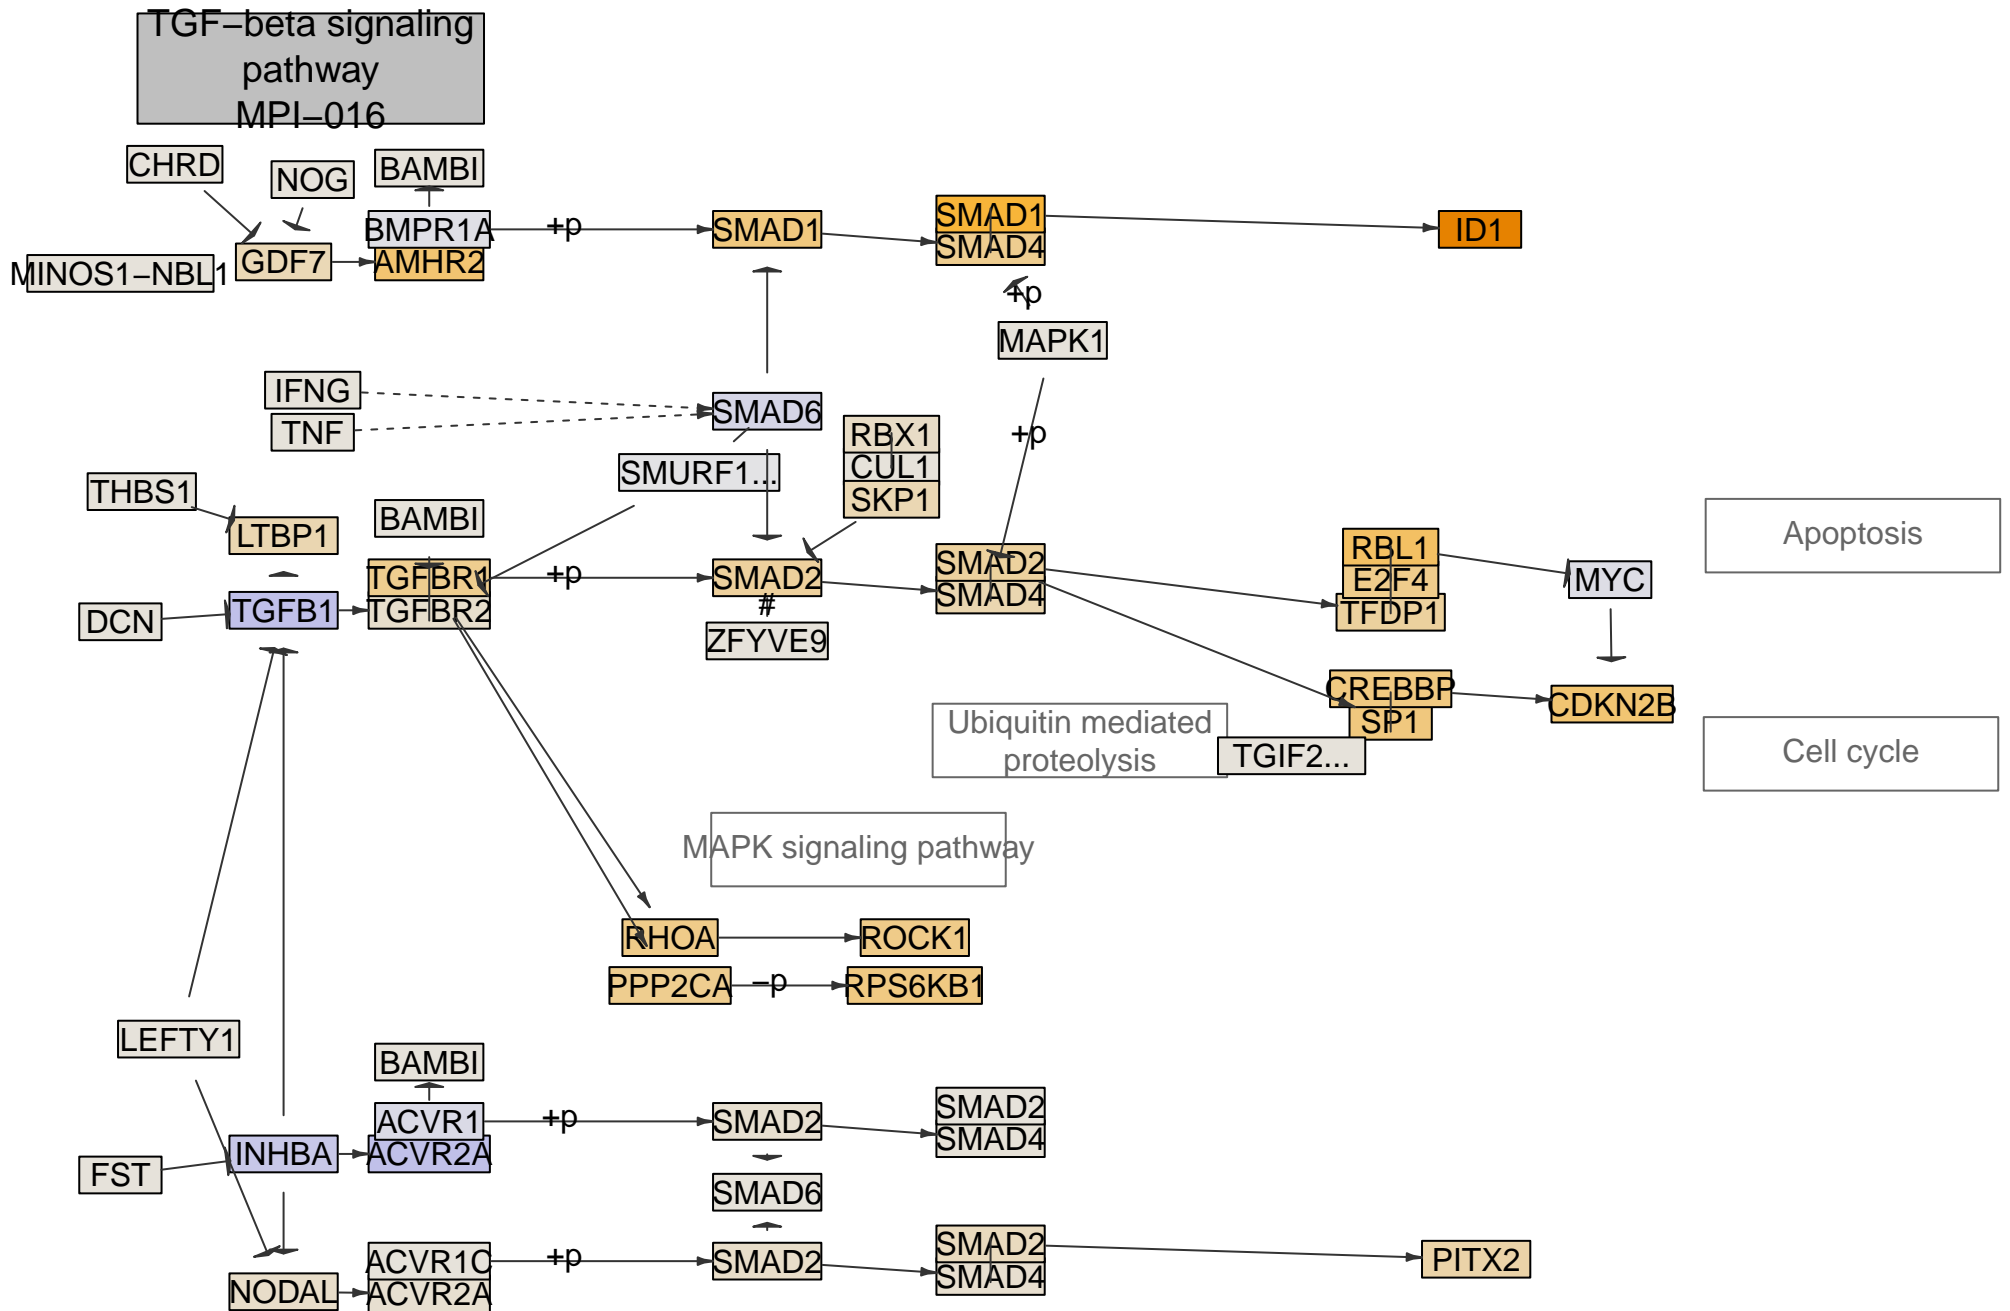 TGF−beta signaling
pathway
MPI−016
CHRD
NOG
BAMBI
BMPR1A
+p
SMAD1
SMAD1
ID1
GDF7
AMHR2
SMAD4
MINOS1−NBL1
+p
MAPK1
IFNG
SMAD6
TNF
RBX1
+p
CUL1
SMURF1...
SKP1
THBS1
BAMBI
LTBP1
Apoptosis
RBL1
TGFBR1
+p
SMAD2
SMAD2
E2F4
MYC
TGFB1
TGFBR2
#
SMAD4
TFDP1
DCN
ZFYVE9
CREBBP
CDKN2B
SP1
Ubiquitin mediated
proteolysis
TGIF2...
Cell cycle
MAPK signaling pathway
RHOA
ROCK1
PPP2CA
−p
RPS6KB1
LEFTY1
BAMBI
ACVR1
+p
SMAD2
SMAD2
INHBA
ACVR2A
SMAD4
FST
SMAD6
ACVR1C
+p
SMAD2
SMAD2
PITX2
NODAL
ACVR2A
SMAD4